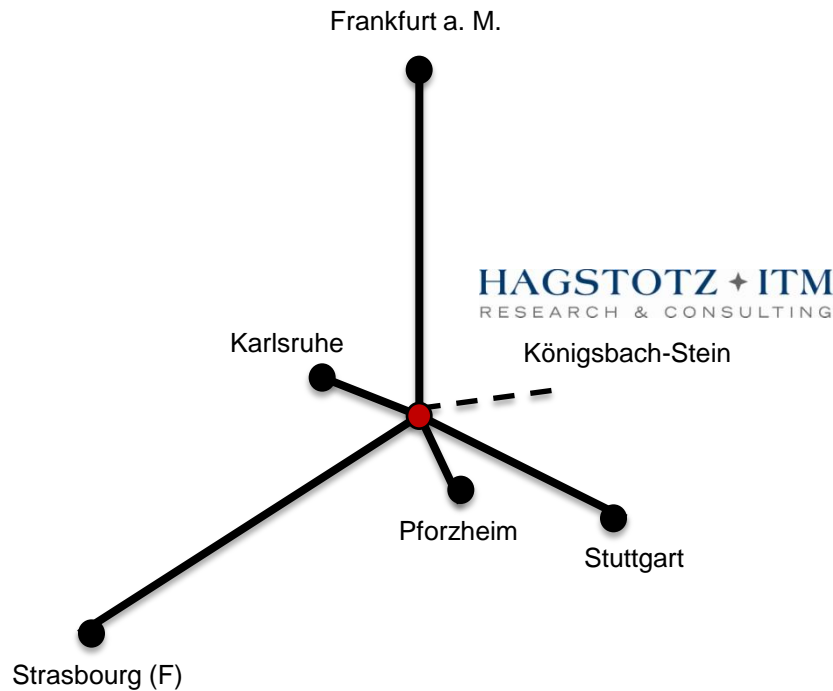 Frankfurt a. M.
HAGSTOTZ ✦ ITM
RESEARCH & CONSULTING
Karlsruhe
Königsbach-Stein
Pforzheim
Stuttgart
Strasbourg (F)